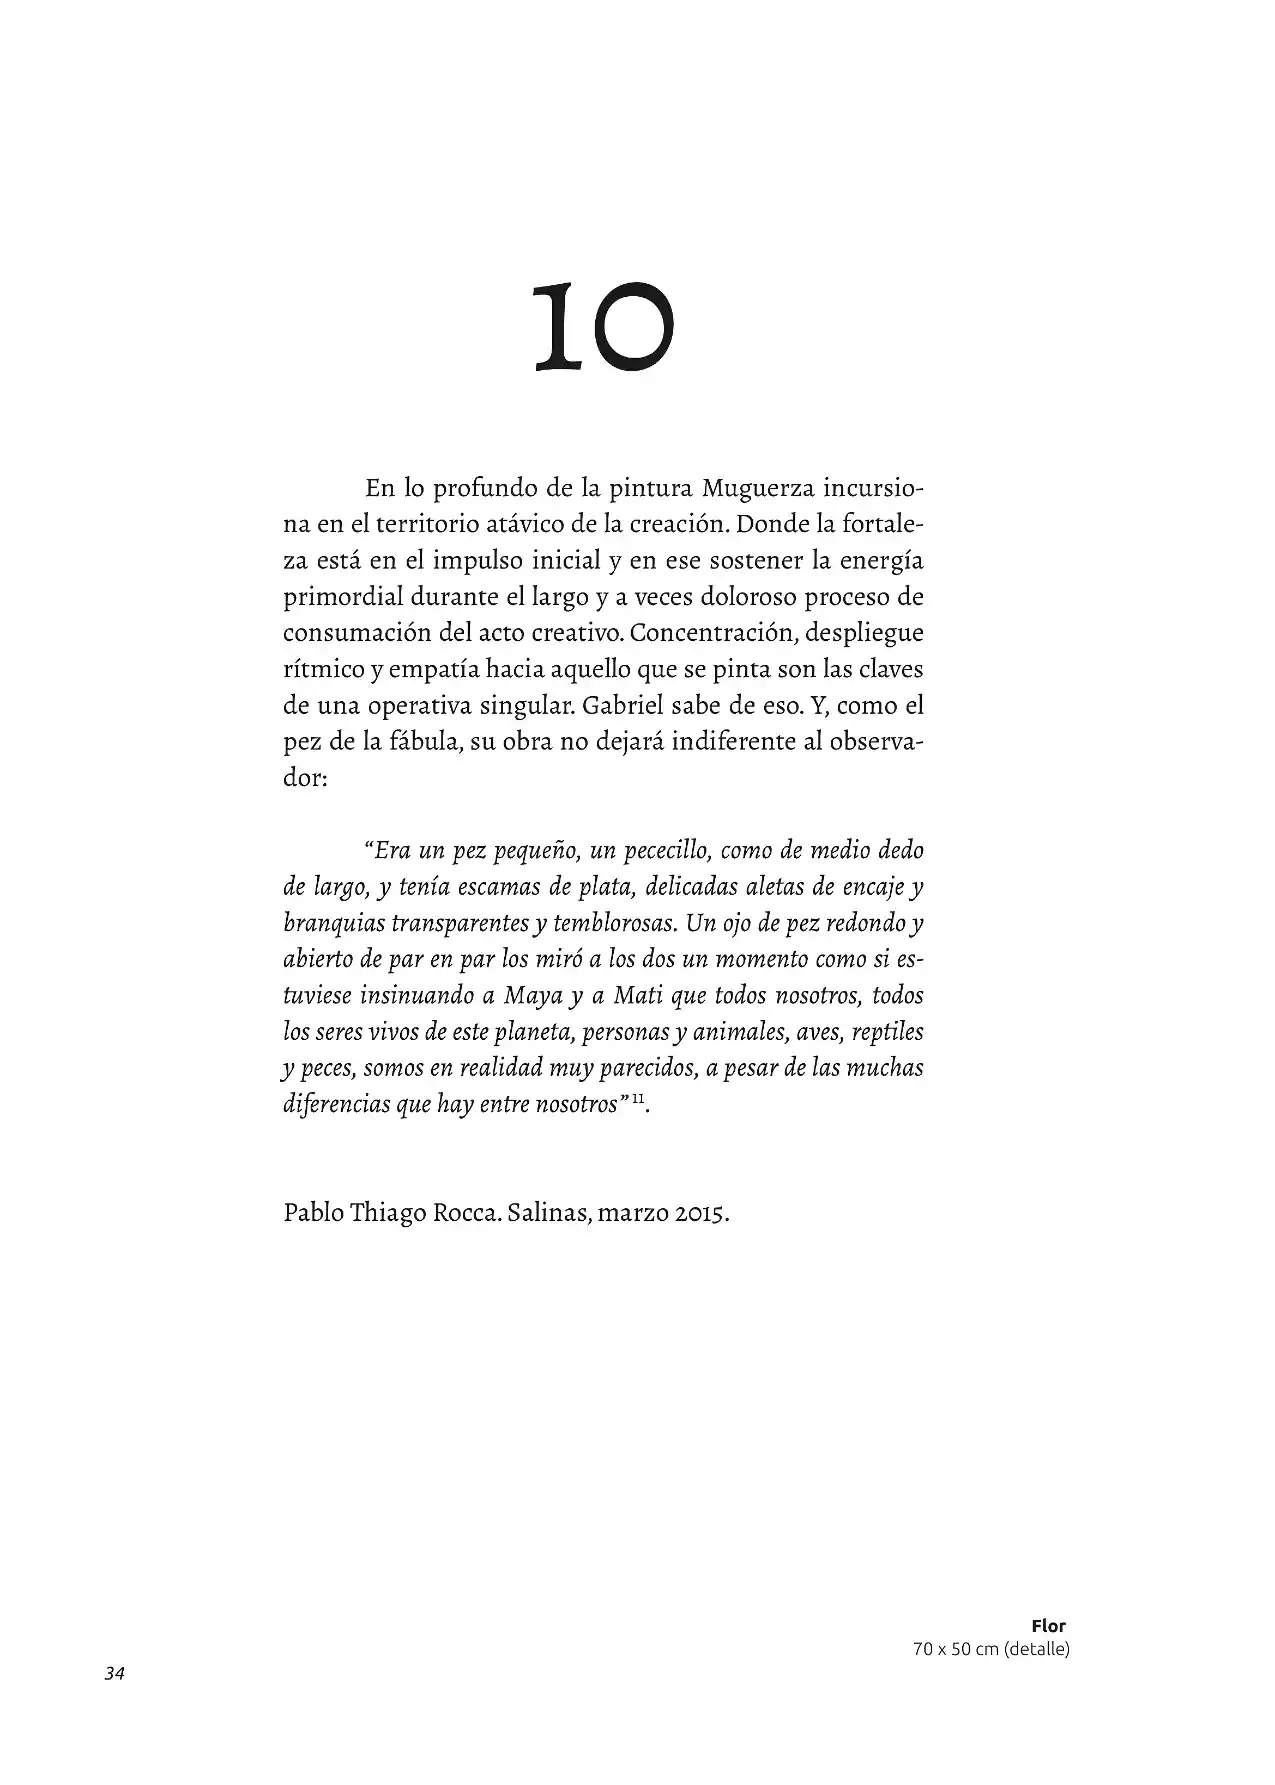 10
En lo profundo de la pintura Muguerza incursio-
na en el territorio atávico de la creación. Donde la fortale-
za está en el impulso inicial y en ese sostener la energía
primordial durante el largo y a veces doloroso proceso de
consumación del acto creativo. Concentración, despliegue
rítmico y empatía hacia aquello que se pinta son las claves
de una operativa singular. Gabriel sabe de eso. Y, como el
pez de la fábula, su obra no dejará indiferente al observa-
dor:
“Era un pez pequeño, un pececillo, como de medio dedo
de largo, y tenía escamas de plata, delicadas aletas de encaje y
branquias transparentes y temblorosas. Un ojo de pez redondo y
abierto de par en par los miró a los dos un momento como si es-
tuviese insinuando a Maya y a Mati que todos nosotros, todos
los seres vivos de este planeta, personas y animales, aves, reptiles
y peces, somos en realidad muy parecidos, a pesar de las muchas
diferencias que hay entre nosotros” 11.
Pablo Thiago Rocca. Salinas, marzo 2015.
Flor
70 x 50 cm (detalle)
34